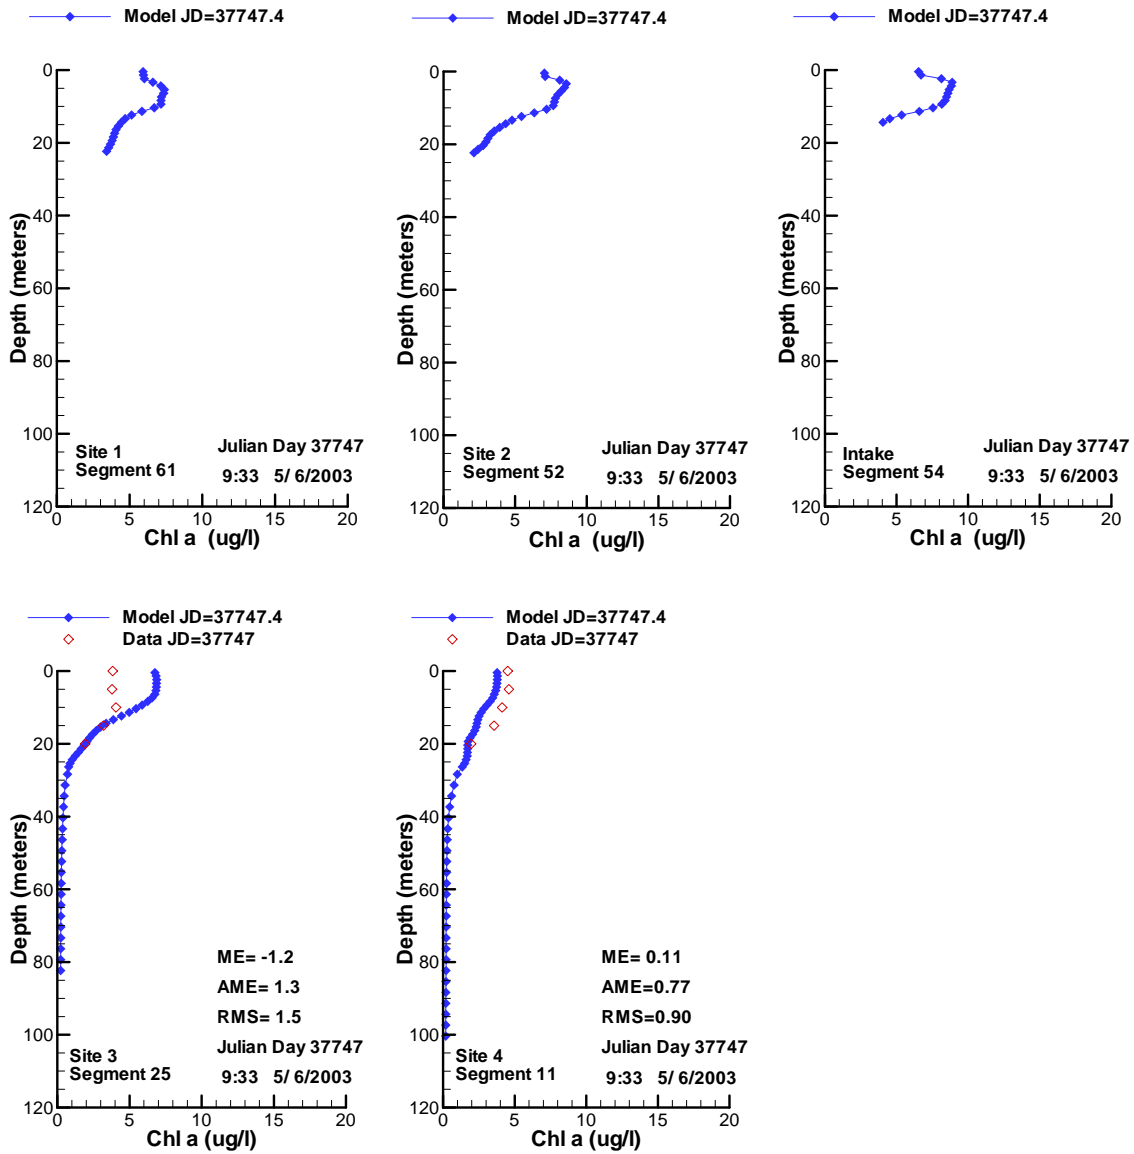 Model JD=37747.4
0
20
40
60
80
100
120
Depth (meters)
Site 1
Segment 61
Julian Day 37747
9:33 5/ 6/2003
0 5 10 15 20
Chl a (ug/l)
Model JD=37747.4
0
20
40
60
80
100
120
Depth (meters)
Site 2
Segment 52
Julian Day 37747
9:33 5/ 6/2003
0 5 10 15 20
Chl a (ug/l)
Model JD=37747.4
0
20
40
60
80
100
120
Depth (meters)
Intake
Segment 54
Julian Day 37747
9:33 5/ 6/2003
0 5 10 15 20
Chl a (ug/l)
Model JD=37747.4
Data JD=37747
0
20
40
60
80
100
120
Depth (meters)
ME= -1.2
AME= 1.3
RMS= 1.5
Site 3
Segment 25
Julian Day 37747
9:33 5/ 6/2003
0 5 10 15 20
Chl a (ug/l)
Model JD=37747.4
Data JD=37747
0
20
40
60
80
100
120
Depth (meters)
ME= 0.11
AME=0.77
RMS=0.90
Site 4
Segment 11
Julian Day 37747
9:33 5/ 6/2003
0 5 10 15 20
Chl a (ug/l)